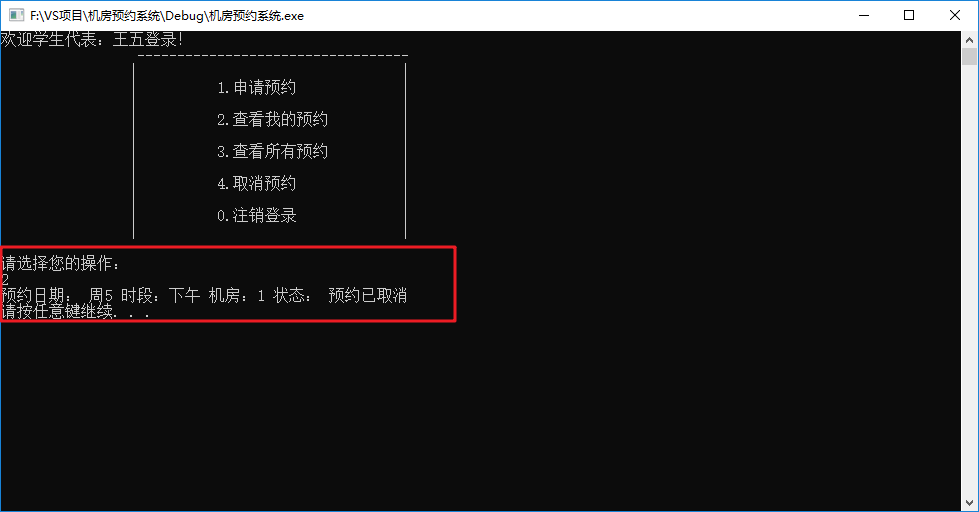 F:\VS项目\机房预约系统\Debug\机房预约系统.exe
欢迎学生代表：王五登录!
----------------------------------
1.申请预约
2.查看我的预约
3.查看所有预约
4.取消预约
0.注销登录
请选择您的操作：
2
预约日期： 周5 时段：下午 机房：1 状态： 预约已取消
请按任意键继续. . .